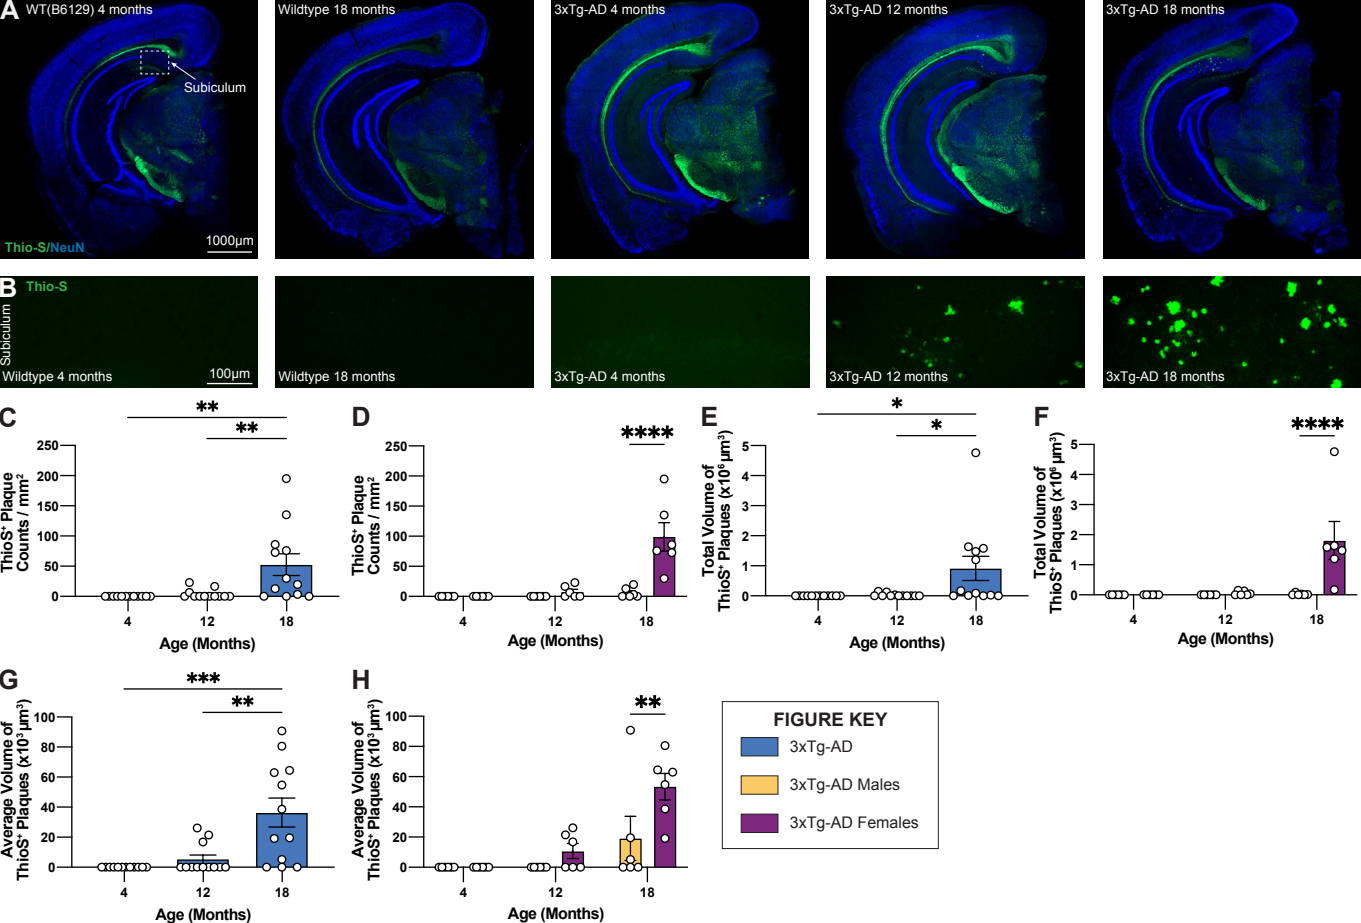 A
WT(B6129) 4 months
Subiculum
Thio-S/NeuN
1000µm
Wildtype 18 months
3xTg-AD 4 months
3xTg-AD 12 months
3xTg-AD 18 months
B
Thio-S
Subiculum
Wildtype 4 months
100µm
Wildtype 18 months
3xTg-AD 4 months
3xTg-AD 12 months
3xTg-AD 18 months
C
**
**
ThioS⁺ Plaque
Counts / mm²
250
200
150
100
50
0
4 12 18
Age (Months)
D
****
ThioS⁺ Plaque
Counts / mm²
250
200
150
100
50
0
4 12 18
Age (Months)
E
*
*
Total Volume of
ThioS⁺ Plaques (x10⁶ µm³)
5
4
3
2
1
0
4 12 18
Age (Months)
F
****
Total Volume of
ThioS⁺ Plaques (x10⁶ µm³)
5
4
3
2
1
0
4 12 18
Age (Months)
G
***
**
Average Volume of
ThioS⁺ Plaques (x10³ µm³)
100
80
60
40
20
0
4 12 18
Age (Months)
H
**
Average Volume of
ThioS⁺ Plaques (x10³ µm³)
100
80
60
40
20
0
4 12 18
Age (Months)
FIGURE KEY
3xTg-AD
3xTg-AD Males
3xTg-AD Females